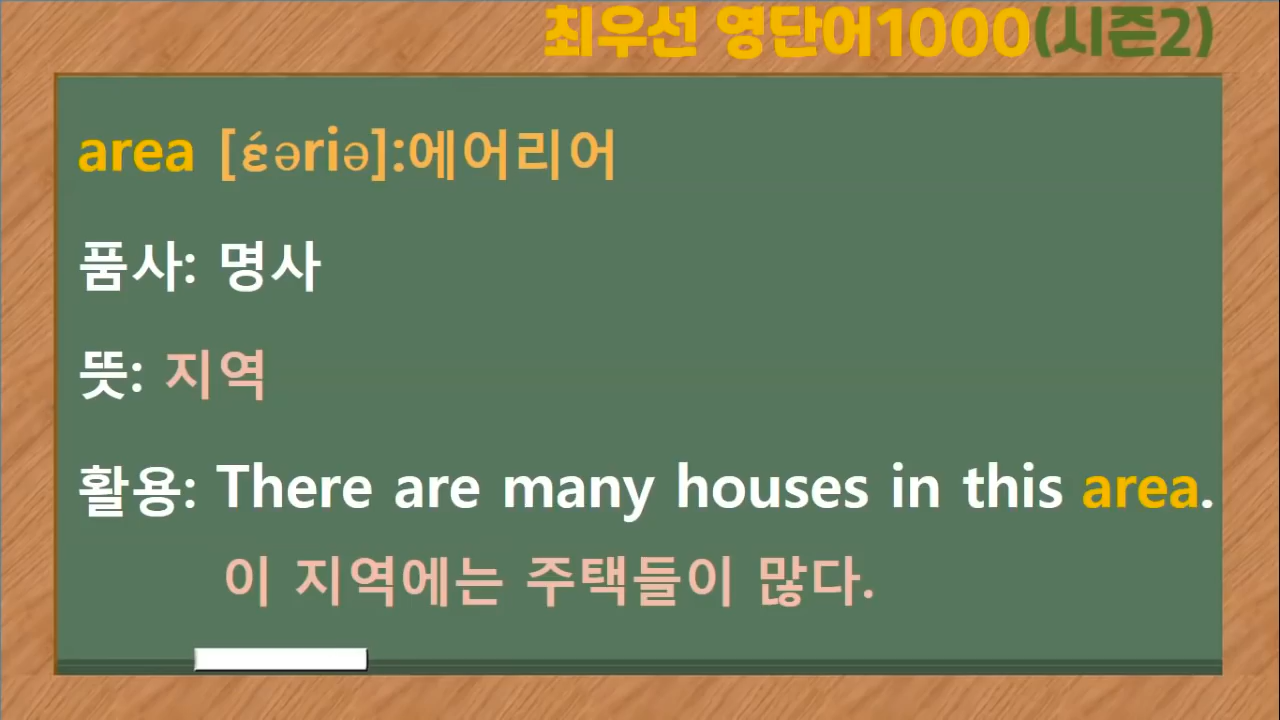 최우선 영단어1000(시즌2)
area [ɛ́əriə]:에어리어
품사: 명사
뜻: 지역
활용: There are many houses in this area.
이 지역에는 주택들이 많다.